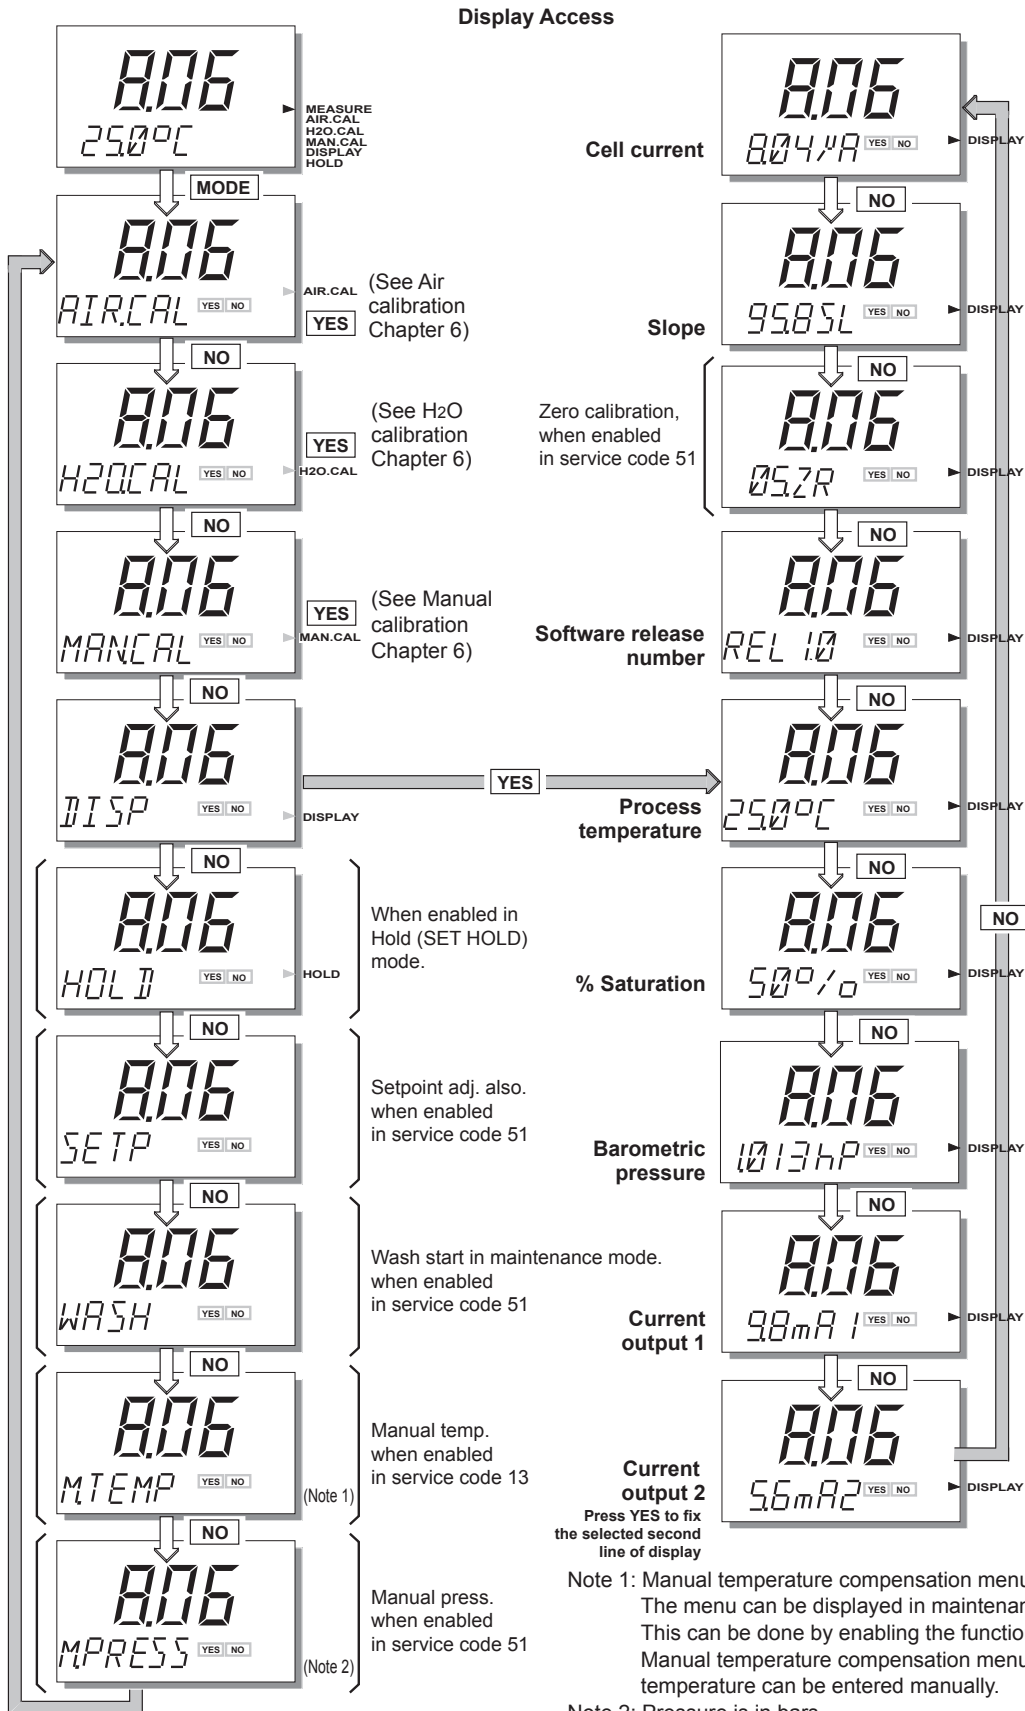 Display Access
8.06
25.0°C
MEASURE
AIR.CAL
H2O.CAL
MAN.CAL
DISPLAY
HOLD
MODE
8.06
AIR.CAL YES NO
AIR.CAL
YES
(See Air
calibration
Chapter 6)
NO
8.06
H2O.CAL YES NO
YES
H2O.CAL
(See H2O
calibration
Chapter 6)
NO
8.06
MAN.CAL YES NO
YES
MAN.CAL
(See Manual
calibration
Chapter 6)
NO
8.06
DISP YES NO
DISPLAY
YES
NO
8.06
HOLD YES NO
HOLD
When enabled in
Hold (SET HOLD)
mode.
NO
8.06
SETP YES NO
Setpoint adj. also.
when enabled
in service code 51
NO
8.06
WASH YES NO
Wash start in maintenance mode.
when enabled
in service code 51
NO
8.06
M.TEMP YES NO
(Note 1)
Manual temp.
when enabled
in service code 13
NO
8.06
M.PRESS YES NO
(Note 2)
Manual press.
when enabled
in service code 51
Cell current
8.06
8.04µA YES NO
DISPLAY
NO
Slope
8.06
95.8SL YES NO
DISPLAY
NO
Zero calibration,
when enabled
in service code 51
8.06
05.ZR YES NO
DISPLAY
NO
Software release
number
8.06
REL 1.0 YES NO
DISPLAY
NO
Process
temperature
8.06
25.0°C YES NO
DISPLAY
NO
% Saturation
8.06
50% YES NO
DISPLAY
NO
NO
Barometric
pressure
8.06
1.013hP YES NO
DISPLAY
NO
Current
output 1
8.06
9.8mA1 YES NO
DISPLAY
NO
Current
output 2
8.06
5.6mA2 YES NO
DISPLAY
Press YES to fix
the selected second
line of display
Note 1: Manual temperature compensation menu
The menu can be displayed in
This can be done by enabling the
Manual temperature compensation menu
temperature can be entered manually.
Note 2: Pressure is in bars